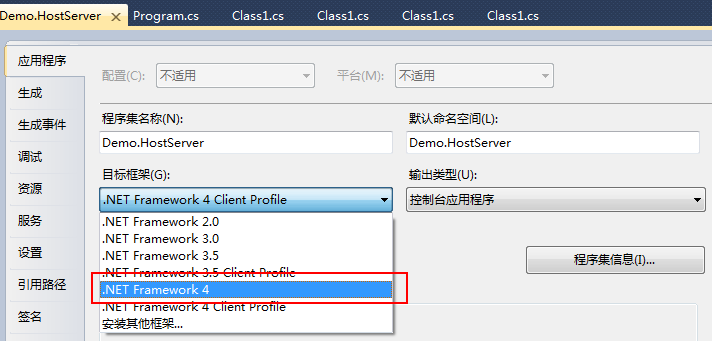 Demo.HostServer × Program.cs Class1.cs Class1.cs Class1.cs Class1.cs
应用程序
生成
生成事件
调试
资源
服务
设置
引用路径
签名
配置(C): 不适用 平台(M): 不适用
程序集名称(N): 默认命名空间(L):
Demo.HostServer Demo.HostServer
目标框架(G): 输出类型(U):
.NET Framework 4 Client Profile 控制台应用程序
.NET Framework 2.0
.NET Framework 3.0
.NET Framework 3.5
.NET Framework 3.5 Client Profile
.NET Framework 4
.NET Framework 4 Client Profile
安装其他框架...
程序集信息(I)...